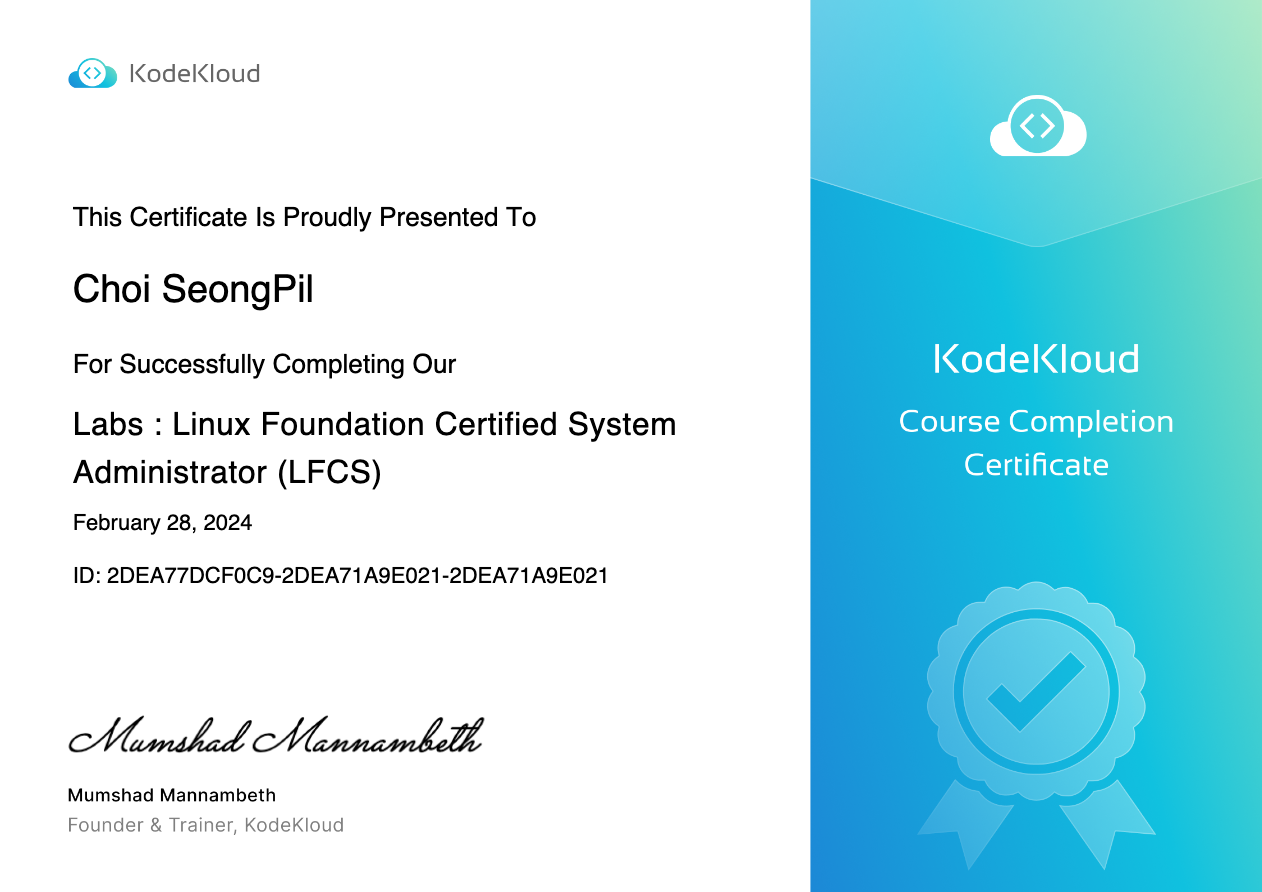 KodeKloud
This Certificate Is Proudly Presented To
Choi SeongPil
For Successfully Completing Our
Labs : Linux Foundation Certified System
Administrator (LFCS)
February 28, 2024
ID: 2DEA77DCF0C9-2DEA71A9E021-2DEA71A9E021
Mumshad Mannambeth
Mumshad Mannambeth
Founder & Trainer, KodeKloud
KodeKloud
Course Completion
Certificate